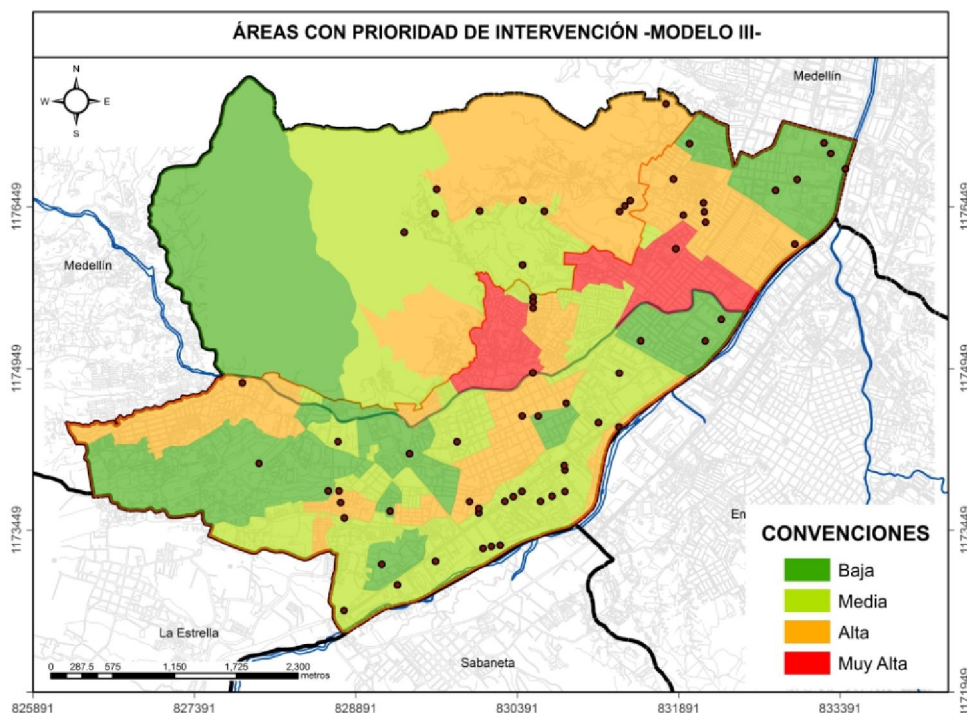 ÁREAS CON PRIORIDAD DE INTERVENCIÓN -MODELO III-
N
W E
S
Medellín
Medellín
1176449
1176449
1174949
1174949
1173449
1173449
1171949
En
CONVENCIONES
Baja
Media
Alta
Muy Alta
La Estrella
Sabaneta
0 287.5 575 1,150 1,725 2,300
metros
825891 827391 828891 830391 831891 833391